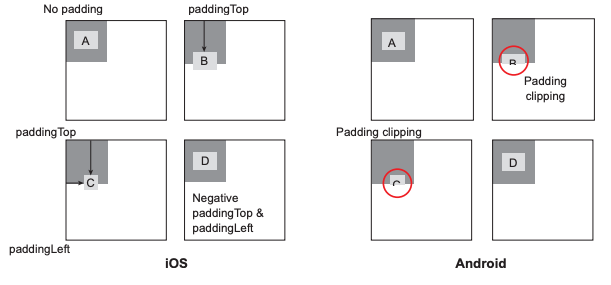 No padding
paddingTop
A
B
A
B
Padding
clipping
paddingTop
Padding clipping
C
D
Negative
paddingTop &
paddingLeft
C
D
paddingLeft
iOS
Android